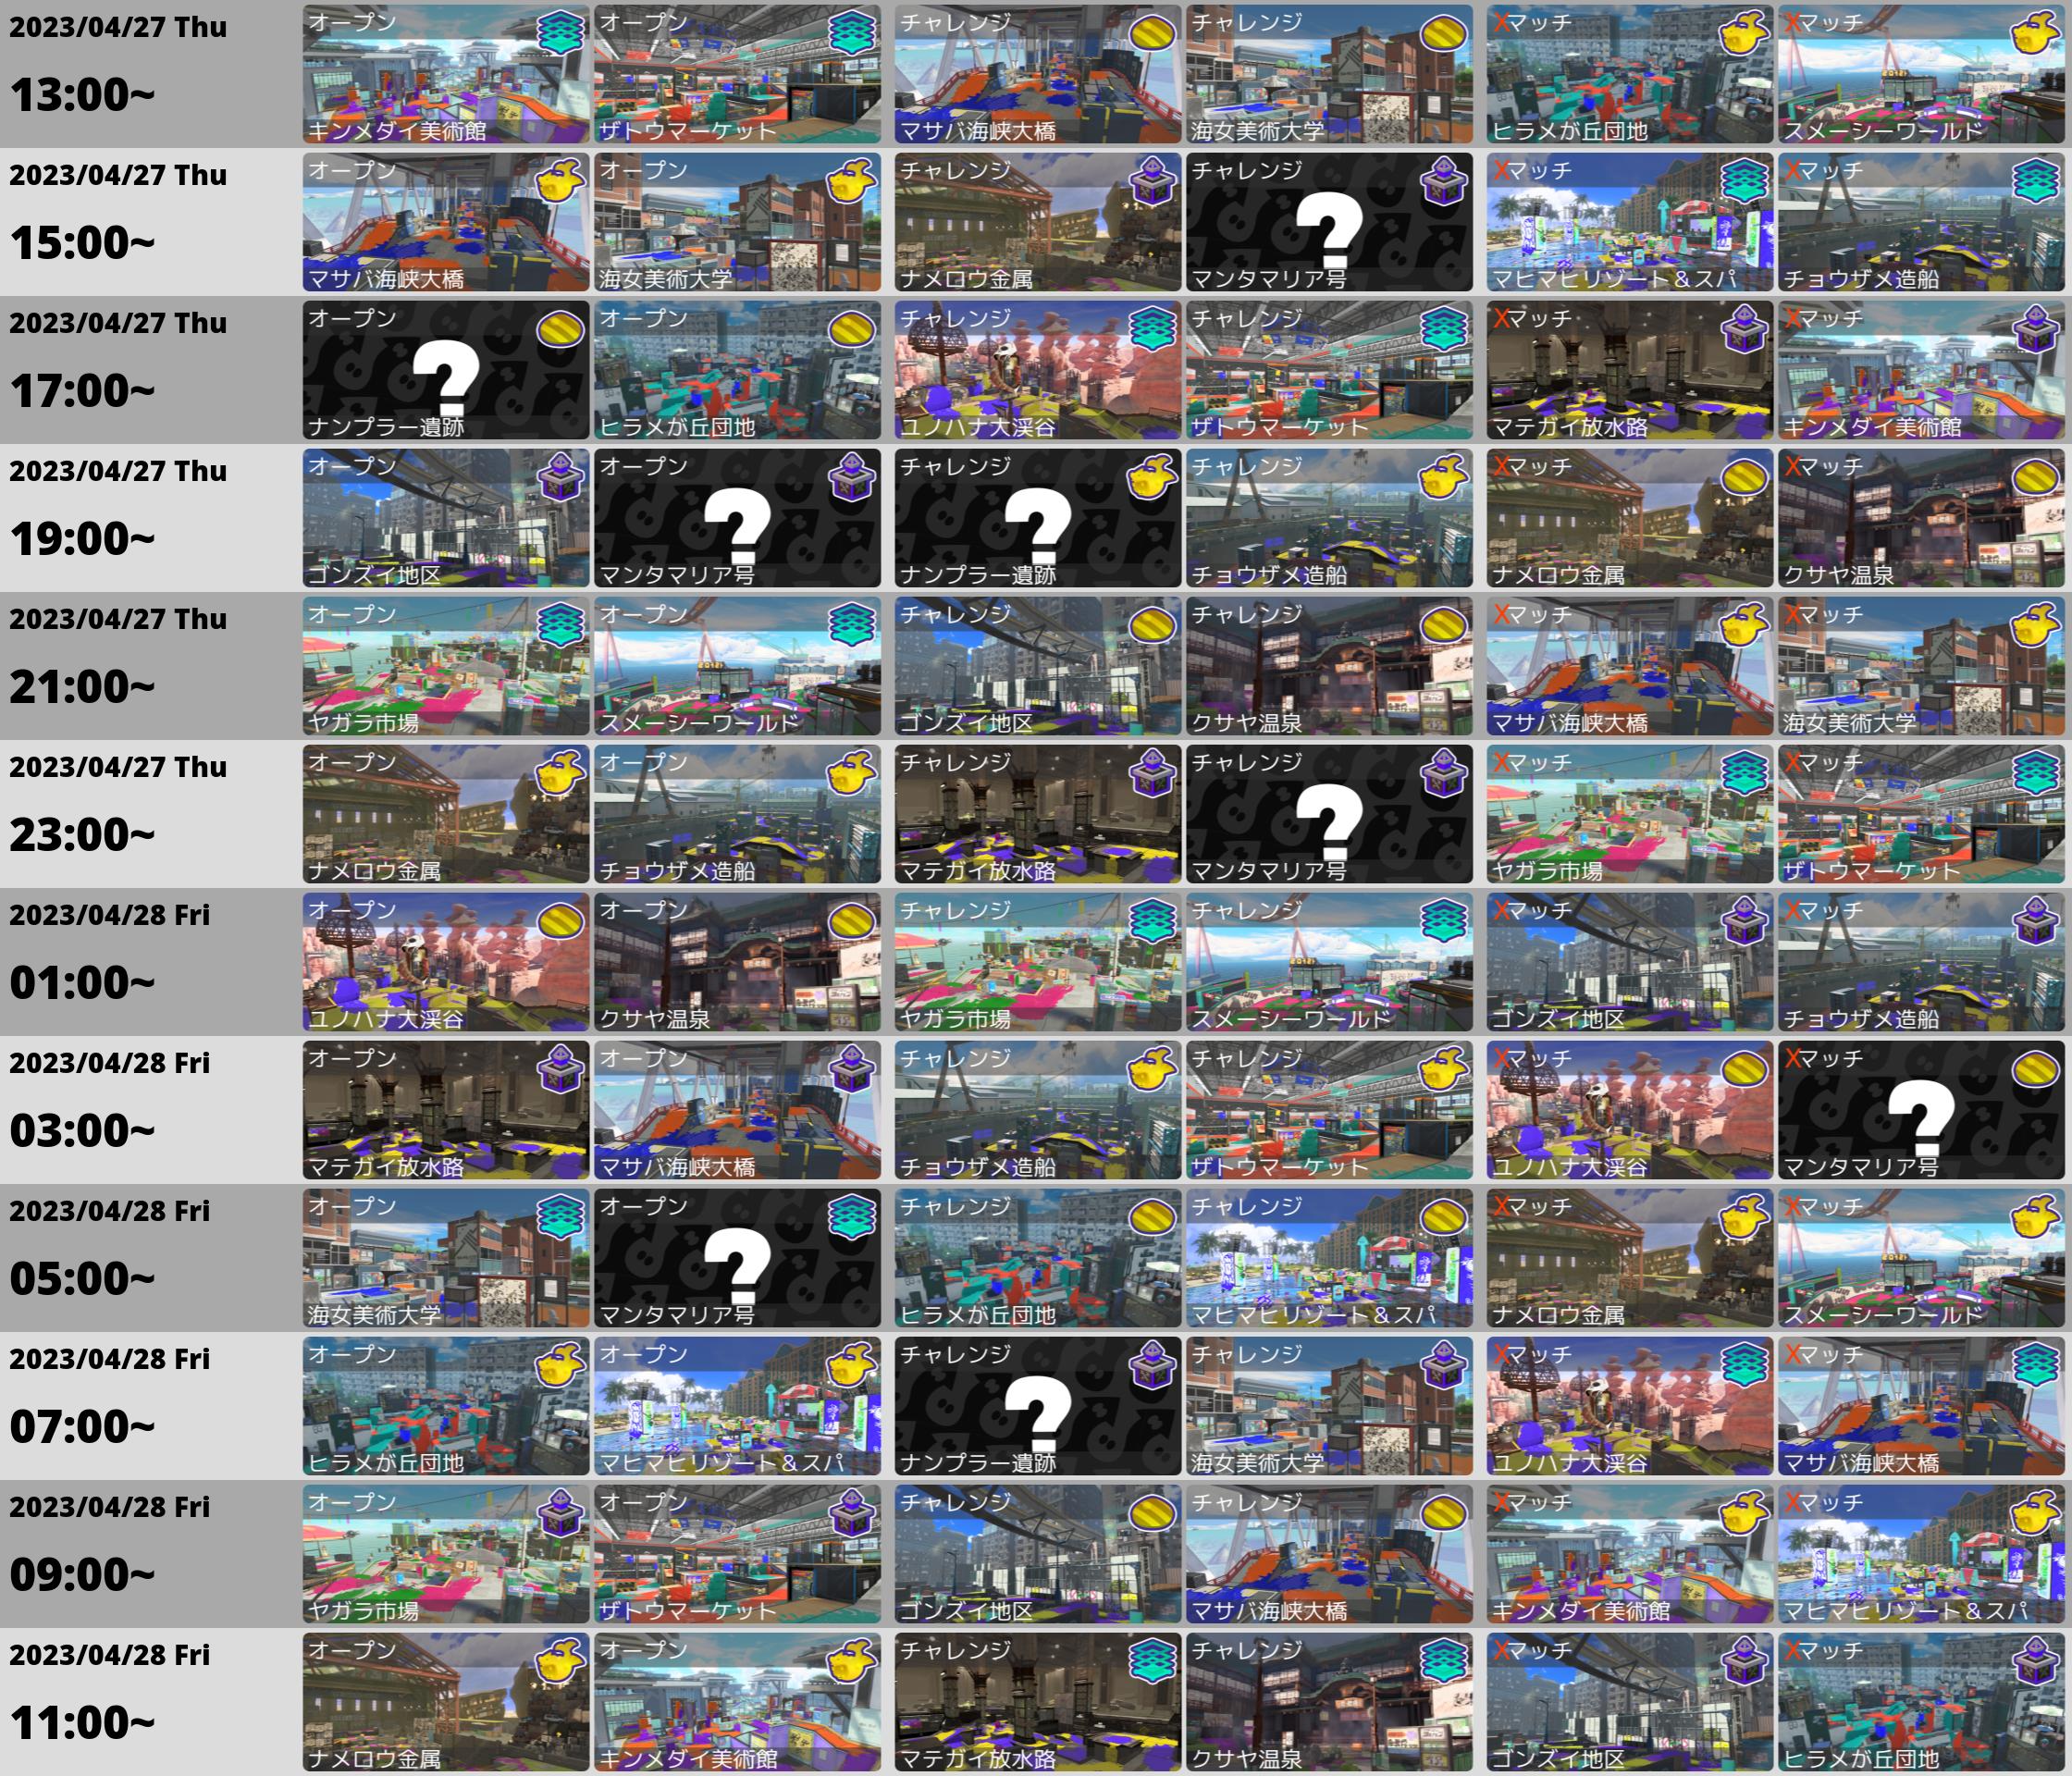 2023/04/27 Thu
13:00~
オープン オープン チャレンジ チャレンジ Xマッチ Xマッチ
キンメダイ美術館 ザトウマーケット マサバ海峡大橋 海女美術大学 ヒラメが丘団地 スメーシーワールド
2023/04/27 Thu
15:00~
オープン オープン チャレンジ チャレンジ Xマッチ Xマッチ
マサバ海峡大橋 海女美術大学 ナメロウ金属 マンタマリア号 マヒマヒリゾート&スパ チョウザメ造船
?
2023/04/27 Thu
17:00~
オープン オープン チャレンジ チャレンジ Xマッチ Xマッチ
?
ナンプラー遺跡 ヒラメが丘団地 ユノハナ大渓谷 ザトウマーケット マテガイ放水路 キンメダイ美術館
2023/04/27 Thu
19:00~
オープン オープン チャレンジ チャレンジ Xマッチ Xマッチ
? ?
ゴンズイ地区 マンタマリア号 ナンプラー遺跡 チョウザメ造船 ナメロウ金属 クサヤ温泉
2023/04/27 Thu
21:00~
オープン オープン チャレンジ チャレンジ Xマッチ Xマッチ
ヤガラ市場 スメーシーワールド ゴンズイ地区 クサヤ温泉 マサバ海峡大橋 海女美術大学
2023/04/27 Thu
23:00~
オープン オープン チャレンジ チャレンジ Xマッチ Xマッチ
?
ナメロウ金属 チョウザメ造船 マテガイ放水路 マンタマリア号 ヤガラ市場 ザトウマーケット
2023/04/28 Fri
01:00~
オープン オープン チャレンジ チャレンジ Xマッチ Xマッチ
ユノハナ大渓谷 クサヤ温泉 ヤガラ市場 スメーシーワールド ゴンズイ地区 チョウザメ造船
2023/04/28 Fri
03:00~
オープン オープン チャレンジ チャレンジ Xマッチ Xマッチ
?
マテガイ放水路 マサバ海峡大橋 チョウザメ造船 ザトウマーケット ユノハナ大渓谷 マンタマリア号
2023/04/28 Fri
05:00~
オープン オープン チャレンジ チャレンジ Xマッチ Xマッチ
?
海女美術大学 マンタマリア号 ヒラメが丘団地 マヒマヒリゾート&スパ ナメロウ金属 スメーシーワールド
2023/04/28 Fri
07:00~
オープン オープン チャレンジ チャレンジ Xマッチ Xマッチ
?
ヒラメが丘団地 マヒマヒリゾート&スパ ナンプラー遺跡 海女美術大学 ユノハナ大渓谷 マサバ海峡大橋
2023/04/28 Fri
09:00~
オープン オープン チャレンジ チャレンジ Xマッチ Xマッチ
ヤガラ市場 ザトウマーケット ゴンズイ地区 マサバ海峡大橋 キンメダイ美術館 マヒマヒリゾート&スパ
2023/04/28 Fri
11:00~
オープン オープン チャレンジ チャレンジ Xマッチ Xマッチ
ナメロウ金属 キンメダイ美術館 マテガイ放水路 クサヤ温泉 ゴンズイ地区 ヒラメが丘団地